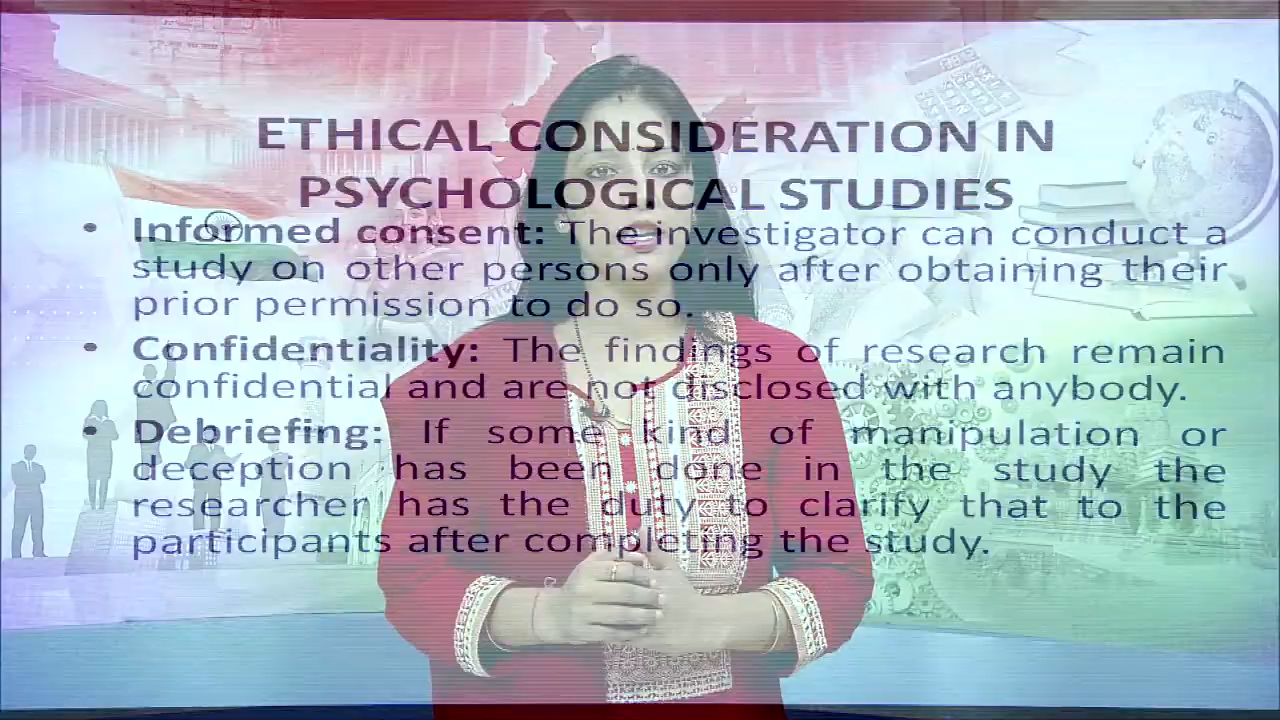 ETHICAL CONSIDERATION IN
PSYCHOLOGICAL STUDIES
• Informed consent: The investigator can conduct a
study on other persons only after obtaining their
prior permission to do so.
• Confidentiality: The findings of research remain
confidential and are not disclosed with anybody.
• Debriefing: If some kind of manipulation or
deception has been done in the study the
researcher has the duty to clarify that to the
participants after completing the study.